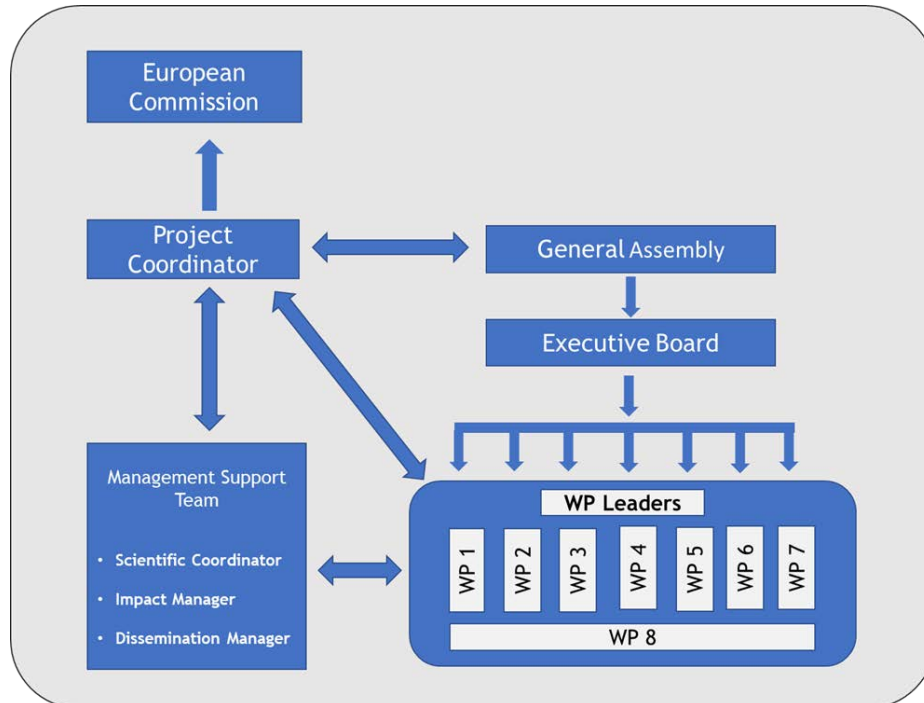 European
Commission
Project
Coordinator
General Assembly
Executive Board
Management Support
Team
• Scientific Coordinator
• Impact Manager
• Dissemination Manager
WP Leaders
WP 1
WP 2
WP 3
WP 4
WP 5
WP 6
WP 7
WP 8